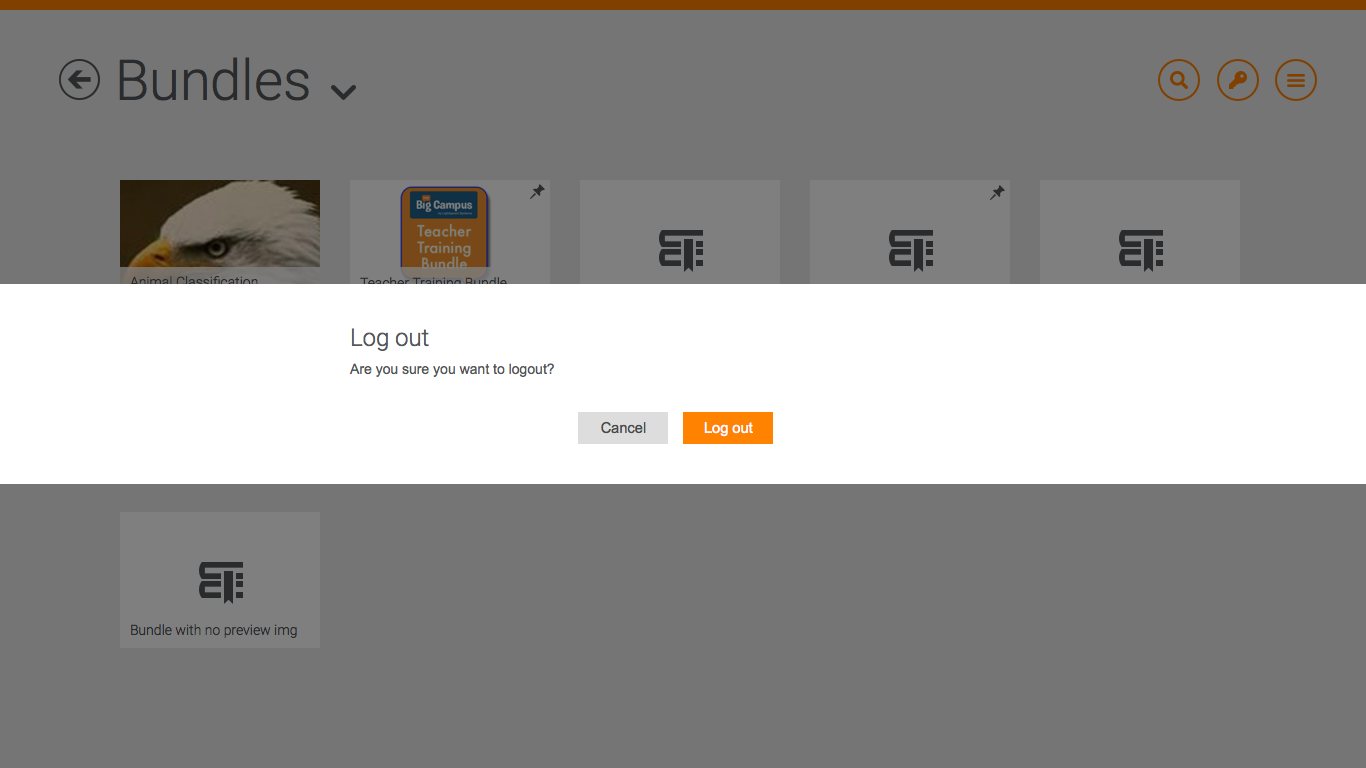 Bundles
Big Campus
Teacher
Training
Bundle
Animal Classification
Teacher Training Bundle
Log out
Are you sure you want to logout?
Cancel
Log out
Bundle with no preview img